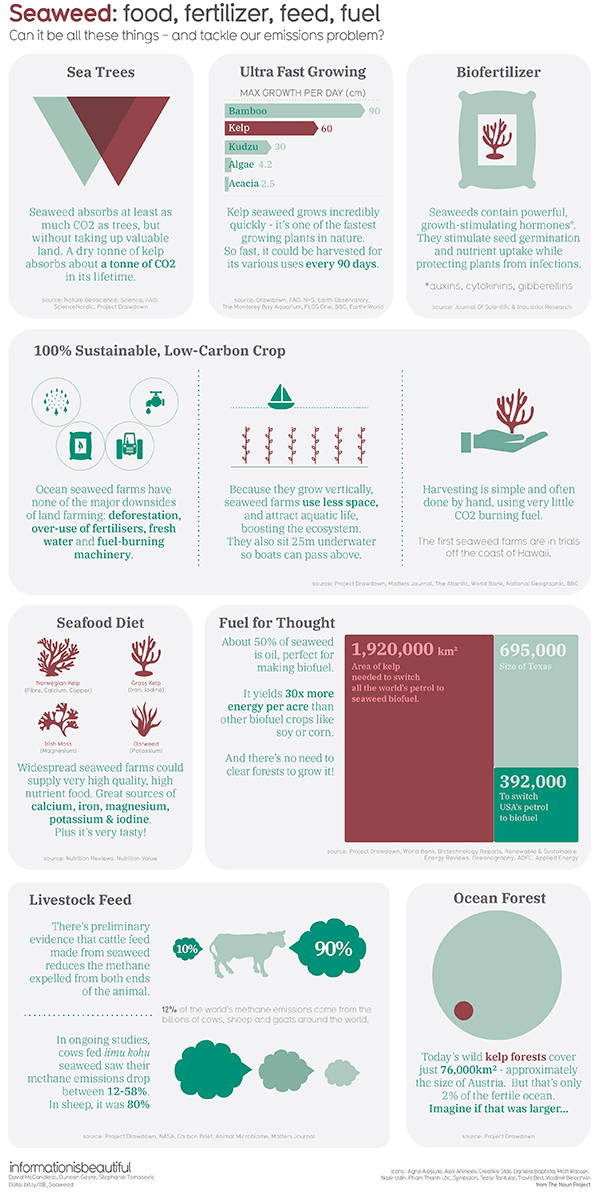 Seaweed: food, fertilizer, feed, fuel
Can it be all these things – and tackle our emissions problem?
Sea Trees
Seaweed absorbs at least as
much CO2 as trees, but
without taking up valuable
land. A dry tonne of kelp
absorbs about a tonne of CO2
in its lifetime.
source: Nature Geoscience, Science, FAO,
ScienceNordic, Project Drawdown
Ultra Fast Growing
MAX GROWTH PER DAY (cm)
Bamboo 90
Kelp 60
Kudzu 30
Algae 4.2
Acacia 2.5
Kelp seaweed grows incredibly
quickly - it's one of the fastest
growing plants in nature.
So fast, it could be harvested for
its various uses every 90 days.
source: Drawdown, FAO, NPS, Earth Observatory,
The Monterey Bay Aquarium, PLOS One, BBC, EarthWorld
Biofertilizer
Seaweeds contain powerful,
growth-stimulating hormones*.
They stimulate seed germination
and nutrient uptake while
protecting plants from infections.
*auxins, cytokinins, gibberellins
source: Journal Of Scientific & Industrial Research
100% Sustainable, Low-Carbon Crop
Ocean seaweed farms have
none of the major downsides
of land farming: deforestation,
over-use of fertilisers, fresh
water and fuel-burning
machinery.
Because they grow vertically,
seaweed farms use less space,
and attract aquatic life,
boosting the ecosystem.
They also sit 25m underwater
so boats can pass above.
Harvesting is simple and often
done by hand, using very little
CO2 burning fuel.
The first seaweed farms are in trials
off the coast of Hawaii.
source: Project Drawdown, Matters Journal, The Atlantic, World Bank, National Geographic, BBC
Seafood Diet
Norwegian Kelp
(Fibre, Calcium, Copper)
Grass Kelp
(Iron, Iodine)
Irish Moss
(Magnesium)
Oarweed
(Potassium)
Widespread seaweed farms could
supply very high quality, high
nutrient food. Great sources of
calcium, iron, magnesium,
potassium & iodine.
Plus it's very tasty!
source: Nutrition Reviews, Nutrition Value
Fuel for Thought
About 50% of seaweed
is oil, perfect for
making biofuel.
It yields 30x more
energy per acre than
other biofuel crops like
soy or corn.
And there's no need to
clear forests to grow it!
1,920,000 km²
Area of kelp
needed to switch
all the world's petrol to
seaweed biofuel.
695,000
Size of Texas
392,000
To switch
USA's petrol
to biofuel
source: Project Drawdown, World Bank, Biotechnology Reports, Renewable & Sustainable
Energy Reviews, Oceanography, ADFC, Applied Energy
Livestock Feed
There's preliminary
evidence that cattle feed
made from seaweed
reduces the methane
expelled from both ends
of the animal.
10%
90%
12% of the world's methane emissions come from the
billions of cows, sheep and goats around the world.
In ongoing studies,
cows fed limu kohu
seaweed saw their
methane emissions drop
between 12-58%.
In sheep, it was 80%
source: Project Drawdown, NASA, Carbon Brief, Animal Microbiome, Matters Journal
Ocean Forest
Today's wild kelp forests cover
just 76,000km² - approximately
the size of Austria. But that's only
2% of the fertile ocean.
Imagine if that was larger...
source: Project Drawdown
informationisbeautiful
David McCandless, Duncan Geere, Stephanie Tomasevic
Data: bit.ly/IIB_Seaweed
from The Noun Project